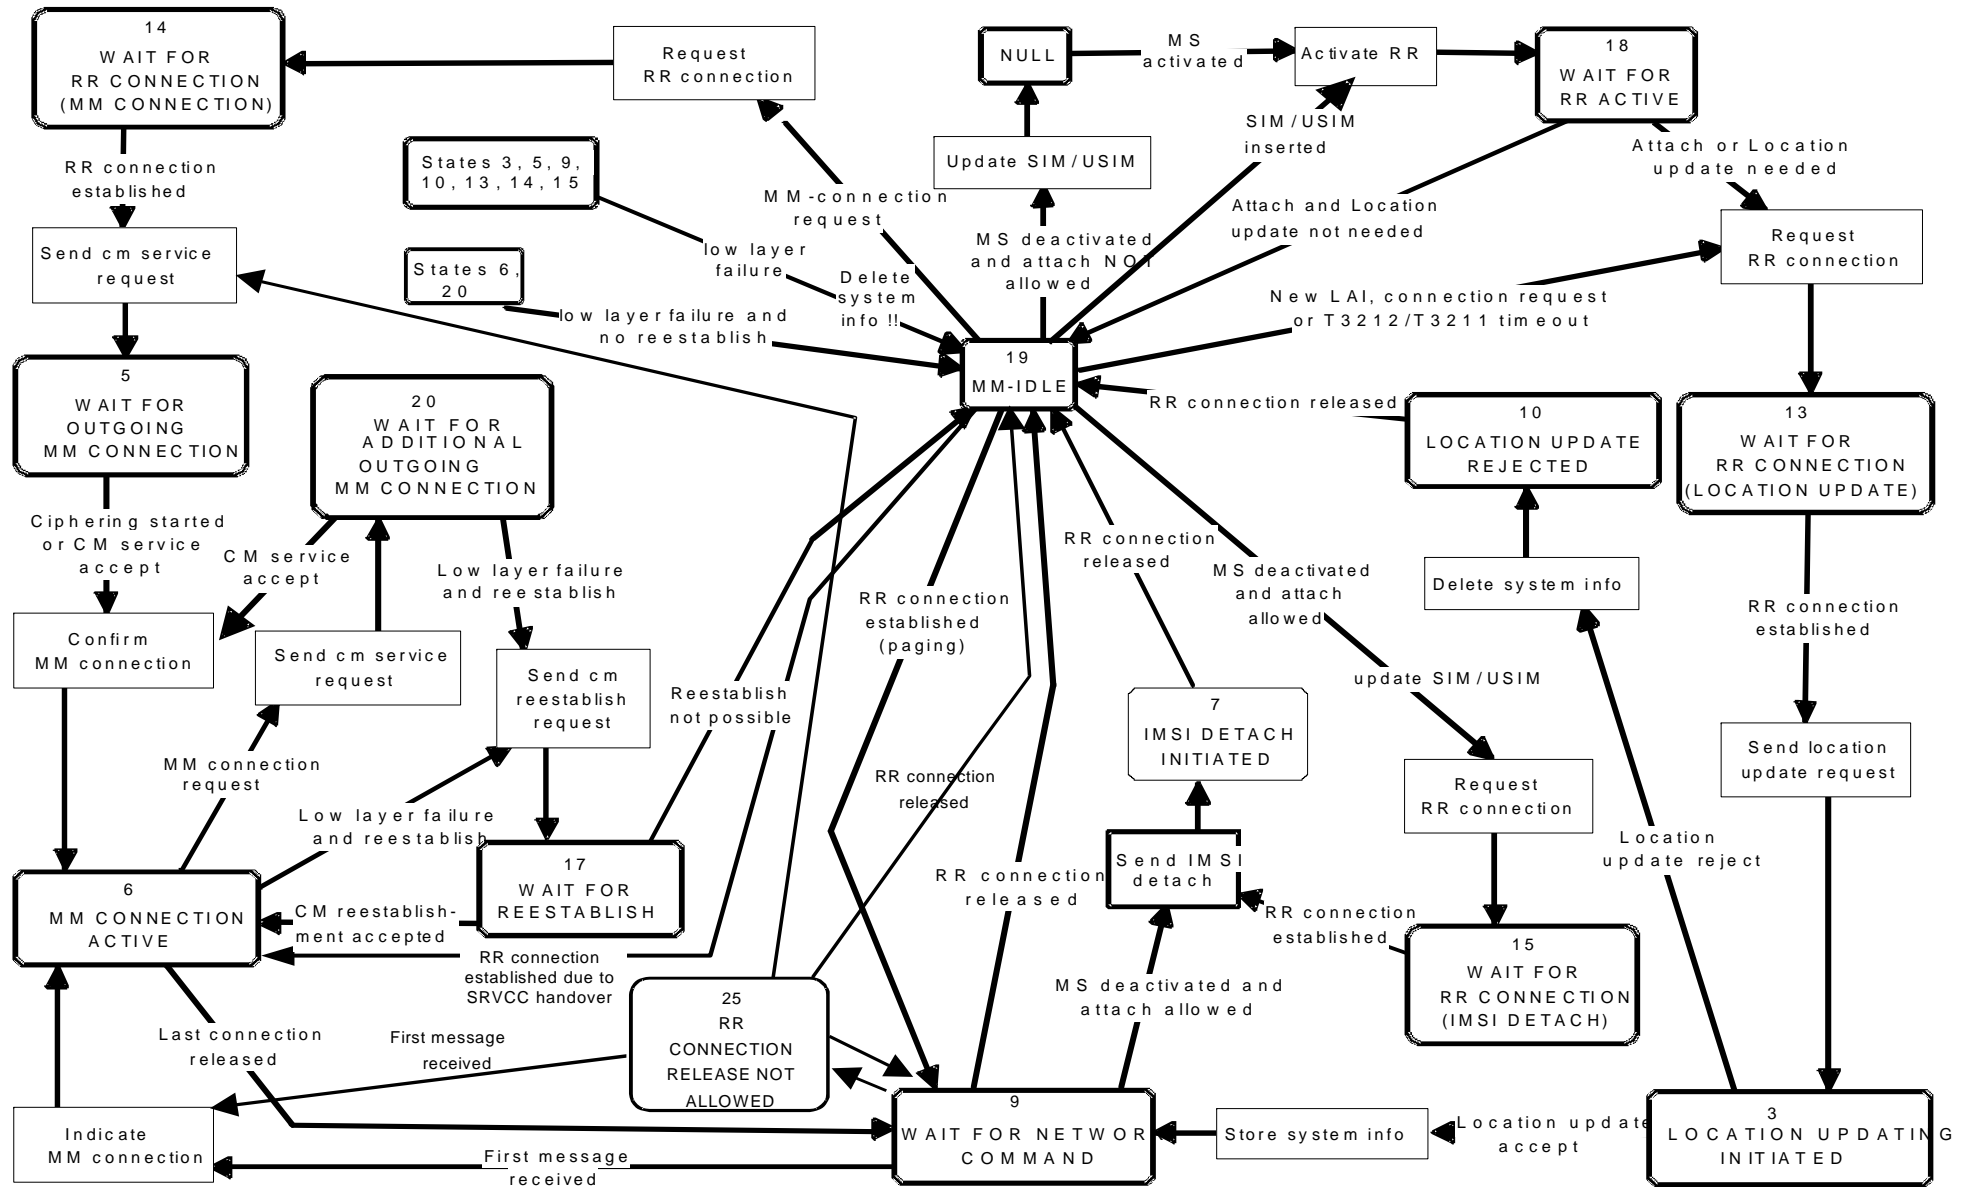 14
WAIT FOR
RR CONNECTION
(MM CONNECTION)
Request
RR connection
NULL
MS
activated
Activate RR
18
WAIT FOR
RR ACTIVE
RR connection
established
States 3, 5, 9,
10, 13, 14, 15
Update SIM/USIM
SIM/USIM
inserted
Attach or Location
update needed
MM-connection
request
Attach and Location
update not needed
Send cm service
request
low layer
failure
MS deactivated
and attach NOT
allowed
Request
RR connection
States 6,
20
Delete
system
info !!
low layer failure and
no reestablish
New LAI, connection request
or T3212/T3211 timeout
19
MM-IDLE
5
WAIT FOR
OUTGOING
MM CONNECTION
20
WAIT FOR
ADDITIONAL
OUTGOING
MM CONNECTION
RR connection released
10
LOCATION UPDATE
REJECTED
13
WAIT FOR
RR CONNECTION
(LOCATION UPDATE)
Ciphering started
or CM service
accept
CM service
accept
Low layer failure
and reestablish
RR connection
released
MS deactivated
and attach
allowed
Delete system info
RR connection
established
(paging)
RR connection
established
Confirm
MM connection
Send cm service
request
Send cm
reestablish
request
Reestablish
not possible
update SIM/USIM
7
IMSI DETACH
INITIATED
Send location
update request
MM connection
request
RR connection
released
Request
RR connection
Low layer failure
and reestablish
Location
update reject
17
WAIT FOR
REESTABLISH
Send IMSI
detach
6
MM CONNECTION
ACTIVE
CM reestablish-
ment accepted
RR connection
released
RR connection
established
15
WAIT FOR
RR CONNECTION
(IMSI DETACH)
RR connection
established due to
SRVCC handover
MS deactivated and
attach allowed
25
RR
CONNECTION
RELEASE NOT
ALLOWED
Last connection
released
First message
received
9
WAIT FOR NETWOR
COMMAND
Store system info
Location update
accept
3
LOCATION UPDATING
INITIATED
Indicate
MM connection
First message
received